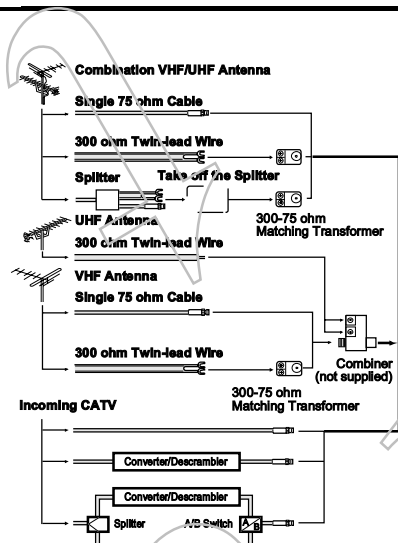 Combination VHF/UHF Antenna
Single 75 ohm Cable
300 ohm Twin-lead Wire
Splitter
Take off the Splitter
UHF Antenna
300-75 ohm
Matching Transformer
300 ohm Twin-lead Wire
VHF Antenna
Single 75 ohm Cable
300 ohm Twin-lead Wire
Combiner
(not supplied)
300-75 ohm
Matching Transformer
Incoming CATV
Converter/Descrambler
Converter/Descrambler
Splitter
A/B Switch
A/B